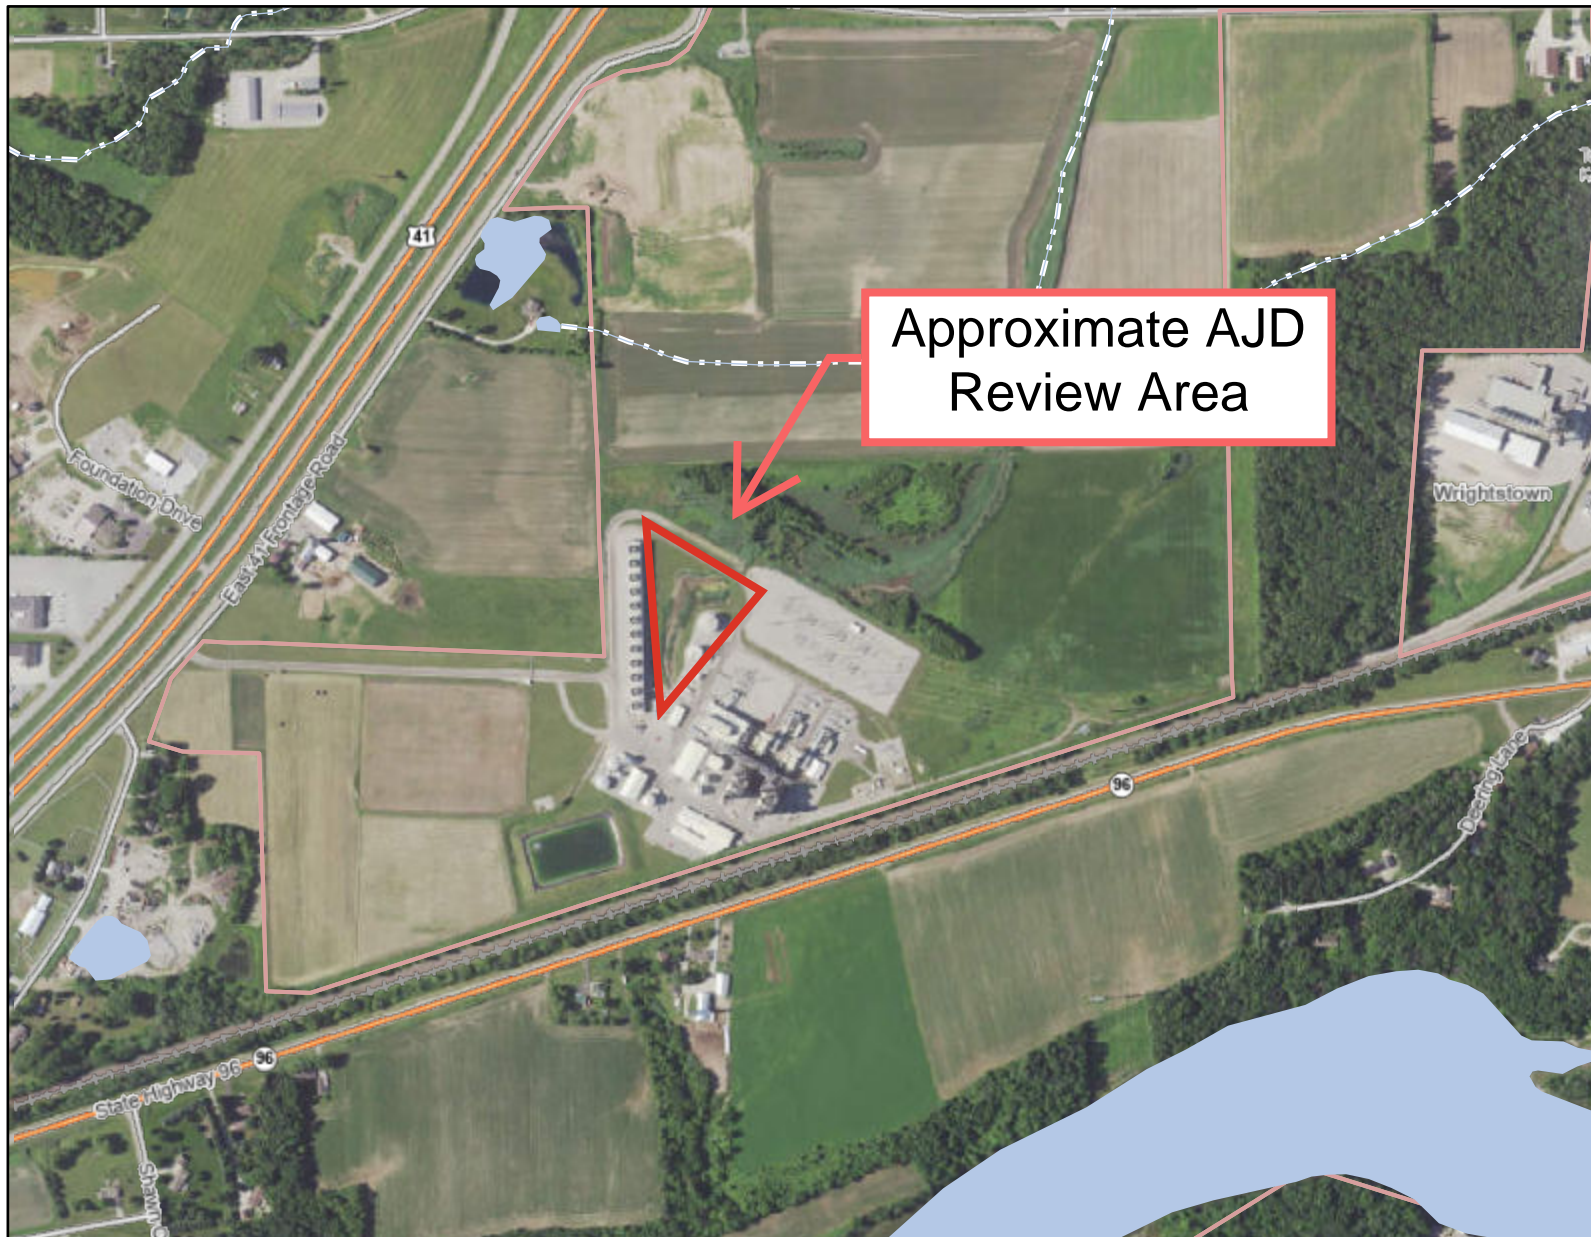 41
Approximate AJD
Review Area
Foundation Drive
East 41 Frontage Road
Wrightstown
96
Deering Lane
96
State Highway 96
Shawn